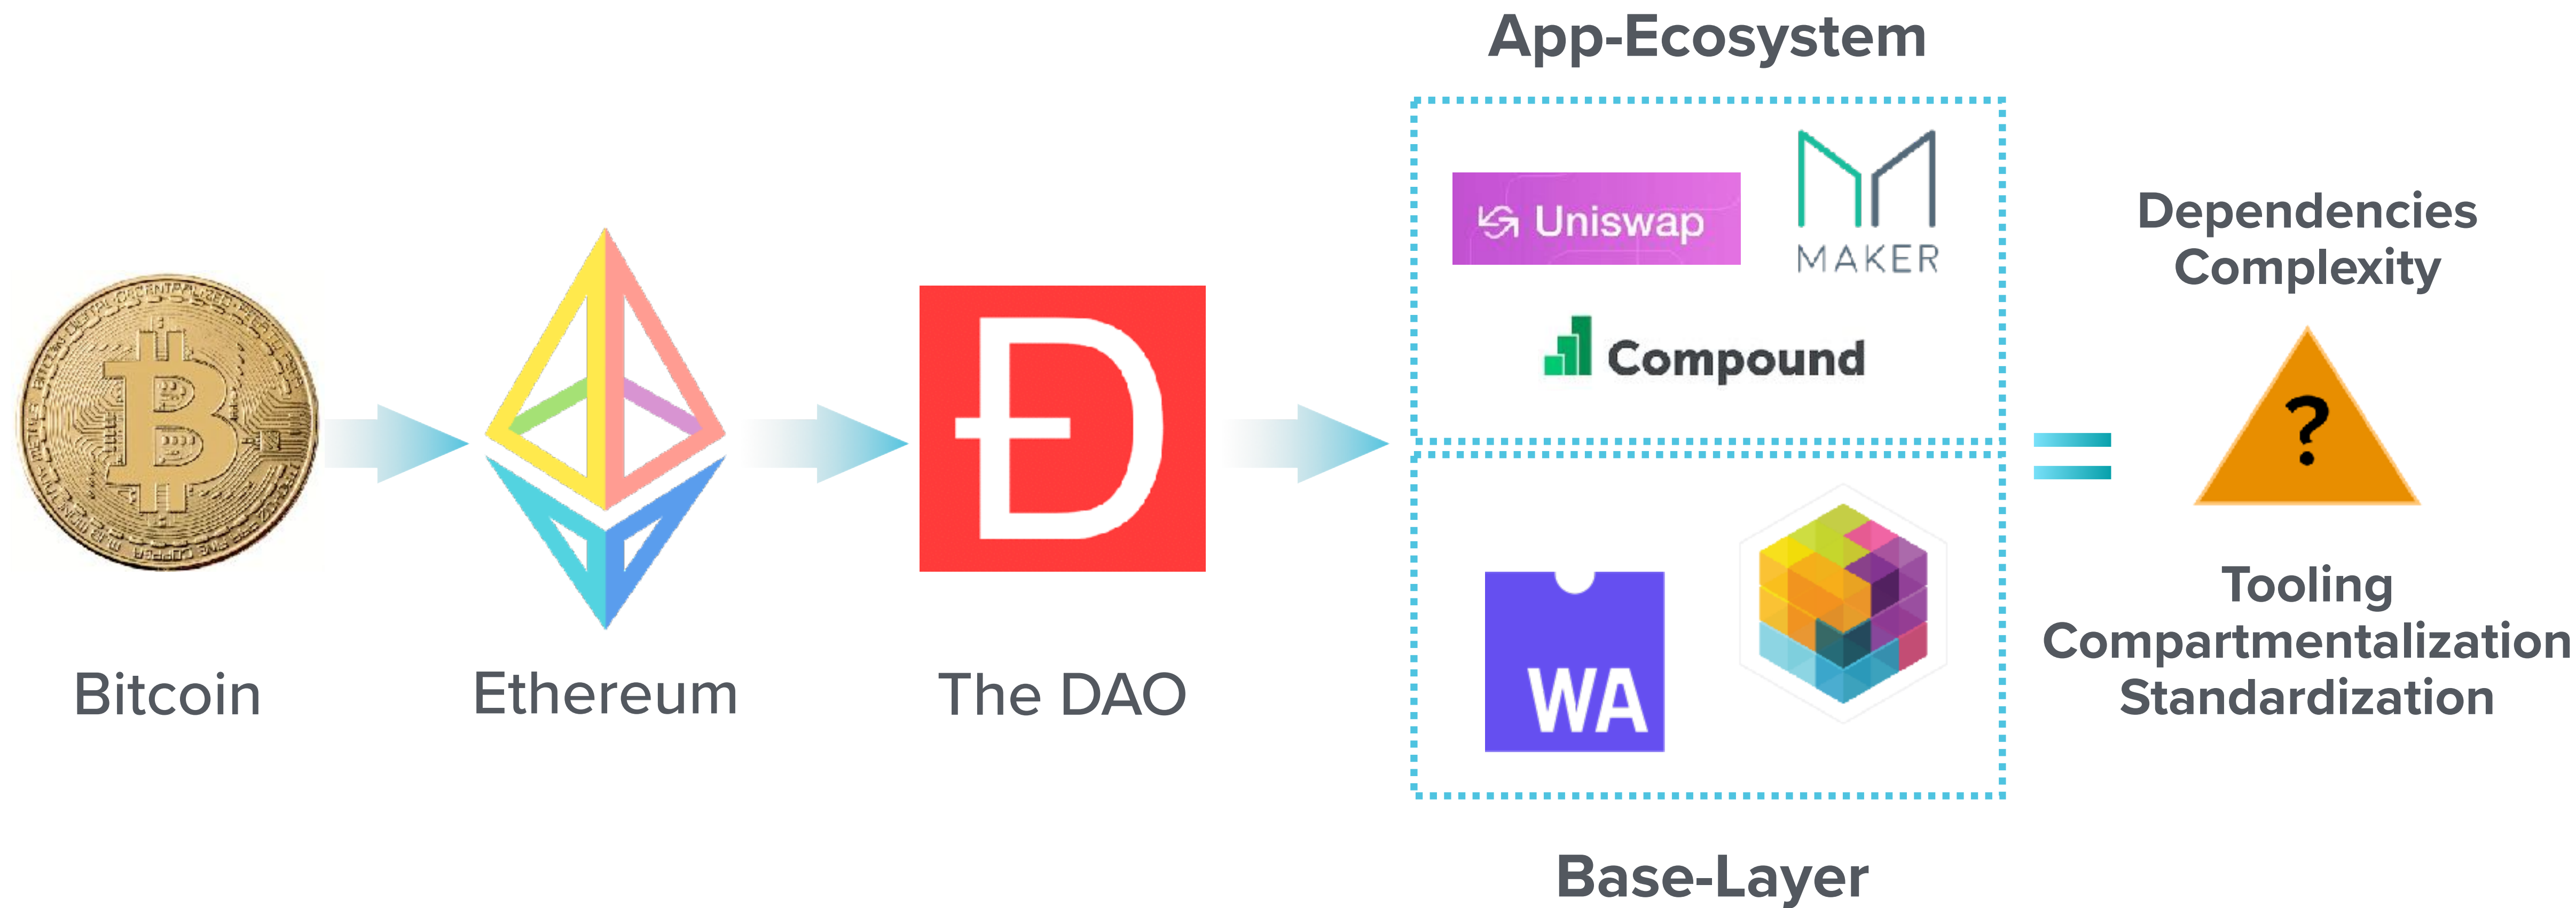 App-Ecosystem
Uniswap
MAKER
Compound
Dependencies
Complexity
?
Tooling
Compartmentalization
Standardization
WA
Bitcoin
Ethereum
The DAO
Base-Layer